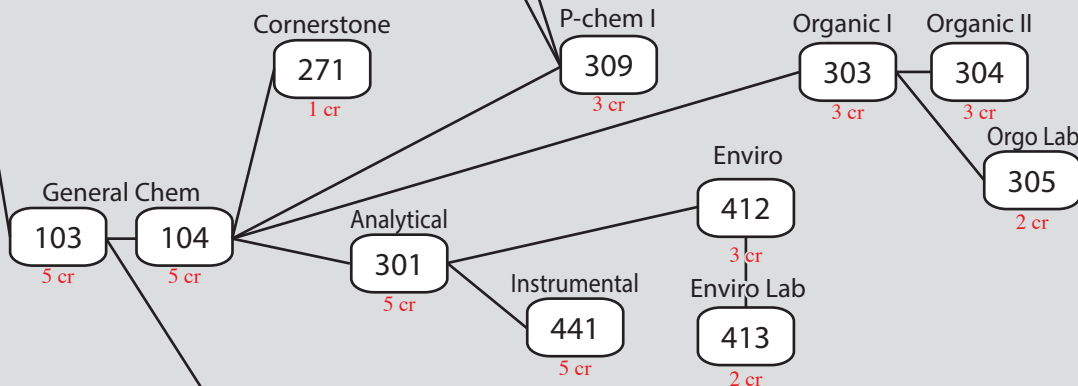 Cornerstone
271
1 cr
P-chem I
309
3 cr
Organic I
303
3 cr
Organic II
304
3 cr
Orgo Lab
305
2 cr
General Chem
103
5 cr
104
5 cr
Analytical
301
5 cr
Enviro
412
3 cr
Instrumental
441
5 cr
Enviro Lab
413
2 cr